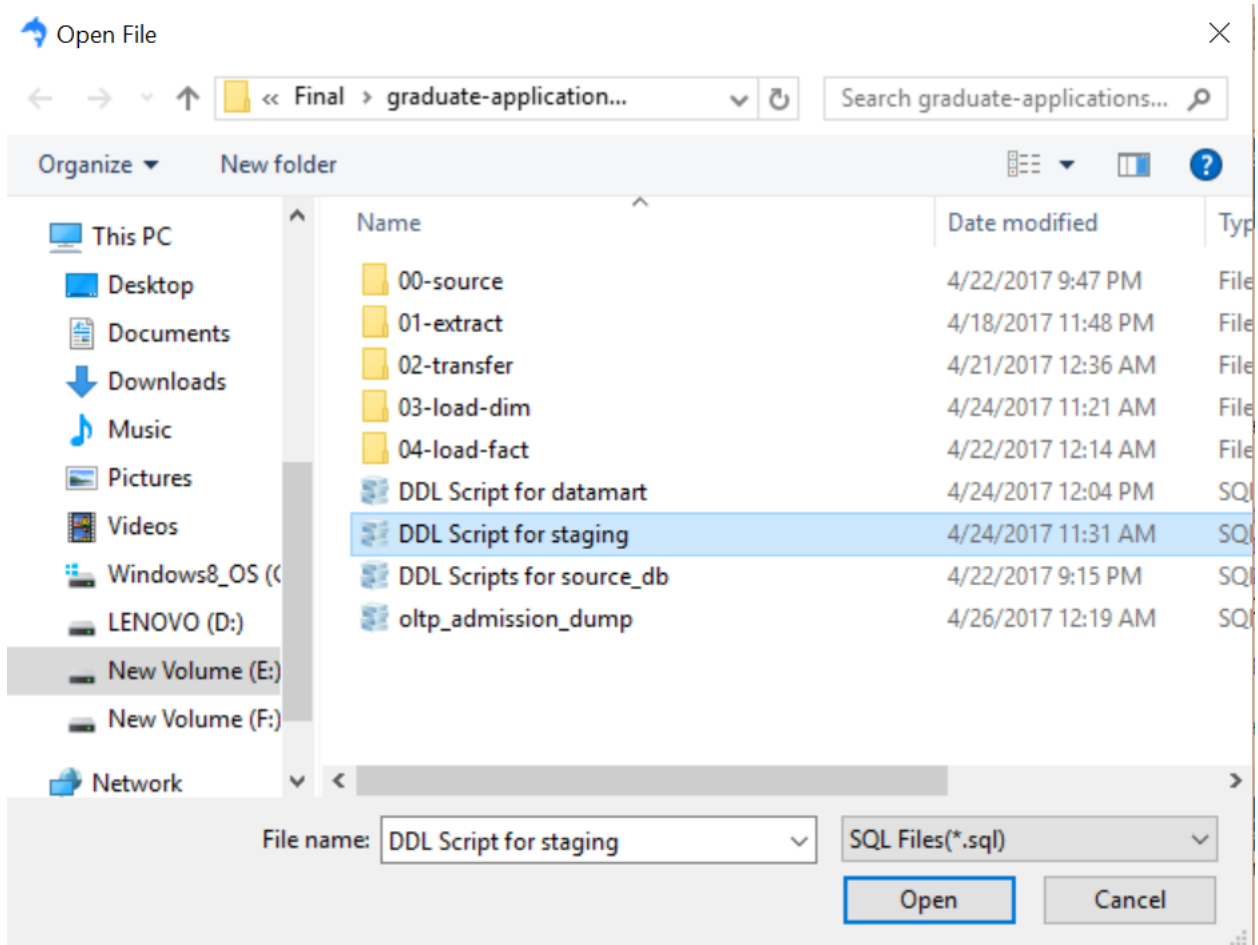 Open File
« Final > graduate-application...
Search graduate-applications...
Organize
New folder
?
Name
Date modified
Typ
This PC
Desktop
Documents
Downloads
Music
Pictures
Videos
Windows8_OS (C
LENOVO (D:)
New Volume (E:)
New Volume (F:)
Network
00-source 4/22/2017 9:47 PM File
01-extract 4/18/2017 11:48 PM File
02-transfer 4/21/2017 12:36 AM File
03-load-dim 4/24/2017 11:21 AM File
04-load-fact 4/22/2017 12:14 AM File
DDL Script for datamart 4/24/2017 12:04 PM SQL
DDL Script for staging 4/24/2017 11:31 AM SQL
DDL Scripts for source_db 4/22/2017 9:15 PM SQL
oltp_admission_dump 4/26/2017 12:19 AM SQL
File name: DDL Script for staging
SQL Files(*.sql)
Open
Cancel